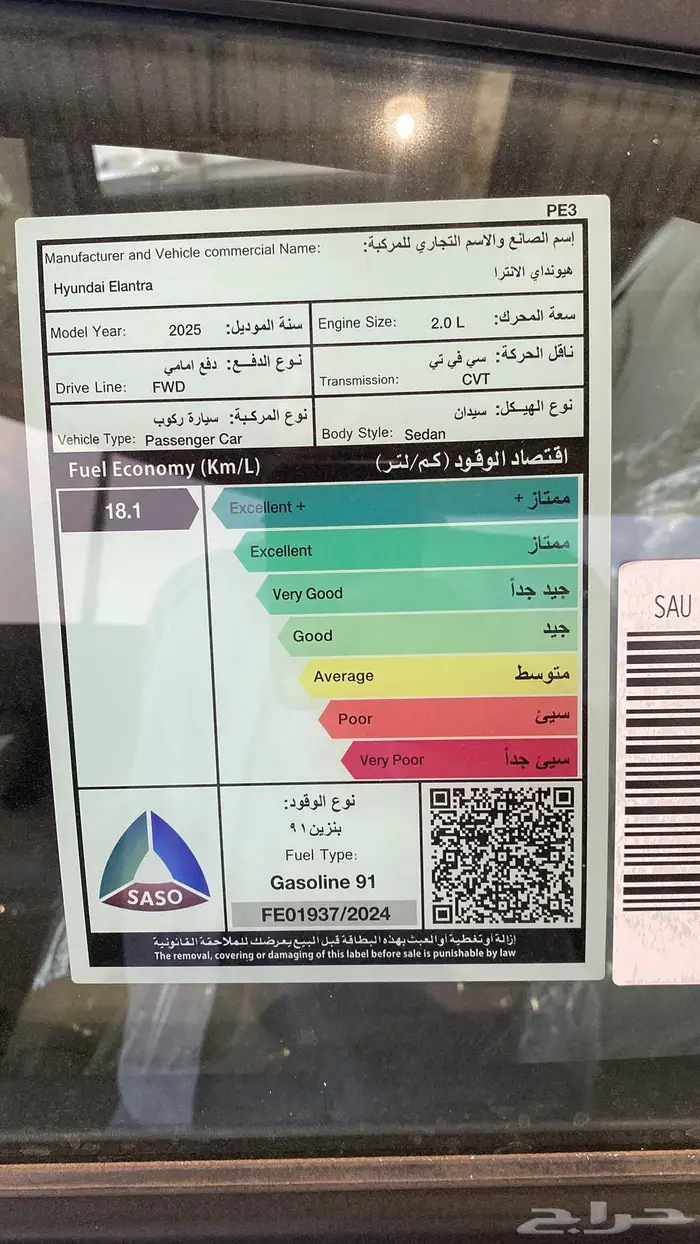 PE3
Manufacturer and Vehicle commercial Name: إسم الصانع والاسم التجاري للمركبة:
هيونداي الانترا
Hyundai Elantra
Model Year: 2025 سنة الموديل:
Engine Size: 2.0 L سعة المحرك:
نوع الدفع: دفع امامي
Drive Line: FWD
ناقل الحركة: سي في تي
Transmission: CVT
نوع المركبة: سيارة ركوب
Vehicle Type: Passenger Car
نوع الهيكل: سيدان
Body Style: Sedan
Fuel Economy (Km/L) اقتصاد الوقود (كم/لتر)
18.1
Excellent + ممتاز +
Excellent ممتاز
Very Good جيد جداً
Good جيد
Average متوسط
Poor سيئ
Very Poor سيئ جداً
SASO
نوع الوقود:
بنزين ٩١
Fuel Type:
Gasoline 91
FE01937/2024
إزالة أو تغطية أو العبث بهذه البطاقة قبل البيع يعرضك للملاحقة القانونية
The removal, covering or damaging of this label before sale is punishable by law
SAU
حراج